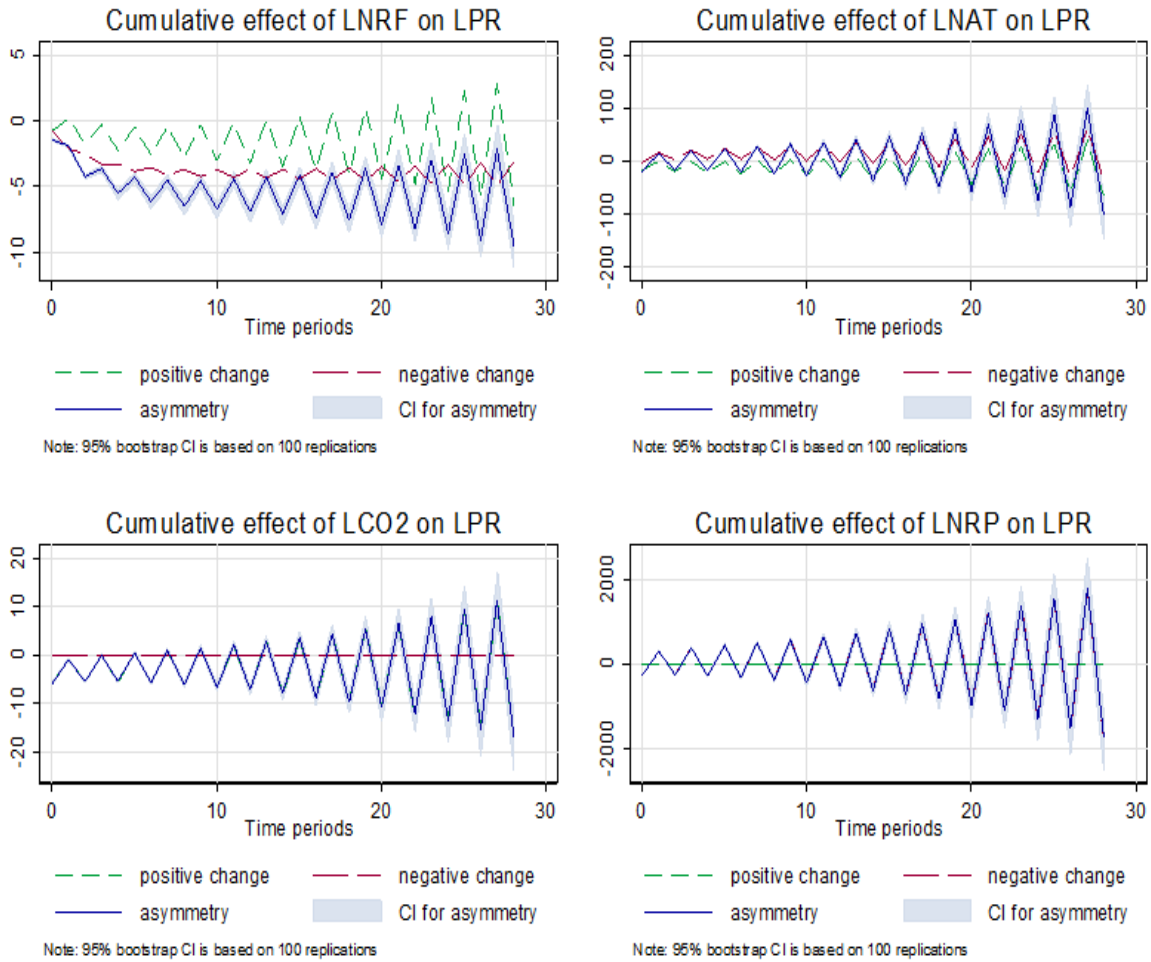 Cumulative effect of LNRF on LPR
5
0
-5
-10
0 10 20 30
Time periods
positive change negative change
asymmetry CI for asymmetry
Note: 95% bootstrap CI is based on 100 replications
Cumulative effect of LNAT on LPR
200
100
0
-100
-200
0 10 20 30
Time periods
positive change negative change
asymmetry CI for asymmetry
Note: 95% bootstrap CI is based on 100 replications
Cumulative effect of LCO2 on LPR
20
10
0
-10
-20
0 10 20 30
Time periods
positive change negative change
asymmetry CI for asymmetry
Note: 95% bootstrap CI is based on 100 replications
Cumulative effect of LNRP on LPR
2000
0
-2000
0 10 20 30
Time periods
positive change negative change
asymmetry CI for asymmetry
Note: 95% bootstrap CI is based on 100 replications